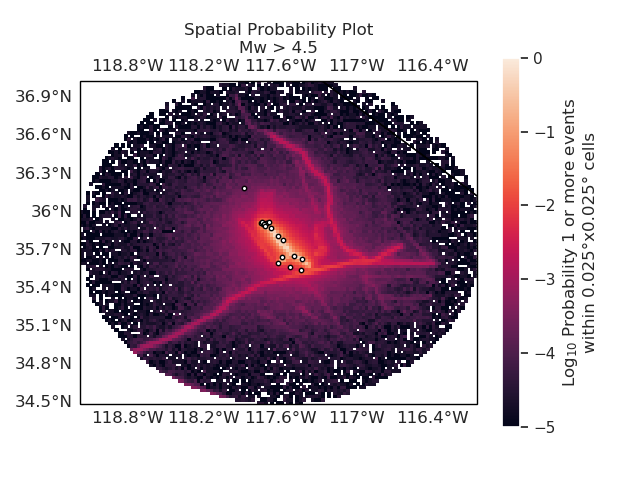 Spatial Probability Plot
Mw > 4.5
118.8°W 118.2°W 117.6°W 117°W 116.4°W
36.9°N
36.6°N
36.3°N
36°N
35.7°N
35.4°N
35.1°N
34.8°N
34.5°N
118.8°W 118.2°W 117.6°W 117°W 116.4°W
0
−1
−2
−3
−4
−5
Log₁₀ Probability 1 or more events
within 0.025°x0.025° cells